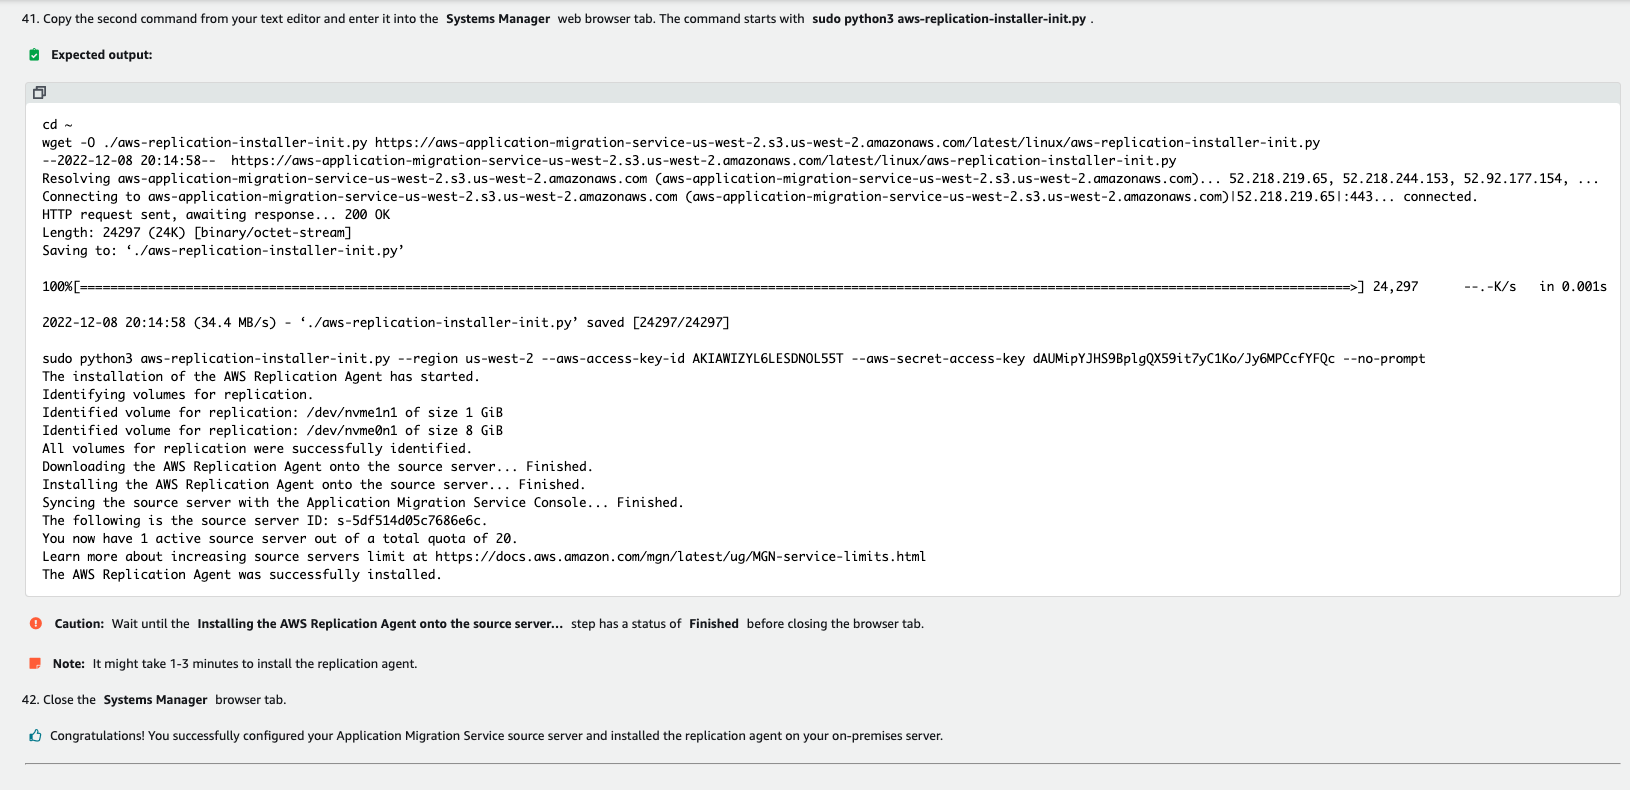 41. Copy the second command from your text editor and enter it into the Systems Manager web browser tab. The command starts with sudo python3 aws-replication-installer-init.py .
Expected output:
cd ~
wget -O ./aws-replication-installer-init.py https://aws-application-migration-service-us-west-2.s3.us-west-2.amazonaws.com/latest/linux/aws-replication-installer-init.py
--2022-12-08 20:14:58-- https://aws-application-migration-service-us-west-2.s3.us-west-2.amazonaws.com/latest/linux/aws-replication-installer-init.py
Resolving aws-application-migration-service-us-west-2.s3.us-west-2.amazonaws.com (aws-application-migration-service-us-west-2.s3.us-west-2.amazonaws.com)... 52.218.219.65, 52.218.244.153, 52.92.177.154, ...
Connecting to aws-application-migration-service-us-west-2.s3.us-west-2.amazonaws.com (aws-application-migration-service-us-west-2.s3.us-west-2.amazonaws.com)|52.218.219.65|:443... connected.
HTTP request sent, awaiting response... 200 OK
Length: 24297 (24K) [binary/octet-stream]
Saving to: ‘./aws-replication-installer-init.py’
100%[=========================================================================================================================================================================>] 24,297 --.-K/s in 0.001s
2022-12-08 20:14:58 (34.4 MB/s) - ‘./aws-replication-installer-init.py’ saved [24297/24297]
sudo python3 aws-replication-installer-init.py --region us-west-2 --aws-access-key-id AKIAWIZYL6LESDNOL55T --aws-secret-access-key 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 --no-prompt
The installation of the AWS Replication Agent has started.
Identifying volumes for replication.
Identified volume for replication: /dev/nvme1n1 of size 1 GiB
Identified volume for replication: /dev/nvme0n1 of size 8 GiB
All volumes for replication were successfully identified.
Downloading the AWS Replication Agent onto the source server... Finished.
Installing the AWS Replication Agent onto the source server... Finished.
Syncing the source server with the Application Migration Service Console... Finished.
The following is the source server ID: s-5df514d05c7686e6c.
You now have 1 active source server out of a total quota of 20.
Learn more about increasing source servers limit at https://docs.aws.amazon.com/mgn/latest/ug/MGN-service-limits.html
The AWS Replication Agent was successfully installed.
Caution: Wait until the Installing the AWS Replication Agent onto the source server... step has a status of Finished before closing the browser tab.
Note: It might take 1-3 minutes to install the replication agent.
42. Close the Systems Manager browser tab.
Congratulations! You successfully configured your Application Migration Service source server and installed the replication agent on your on-premises server.